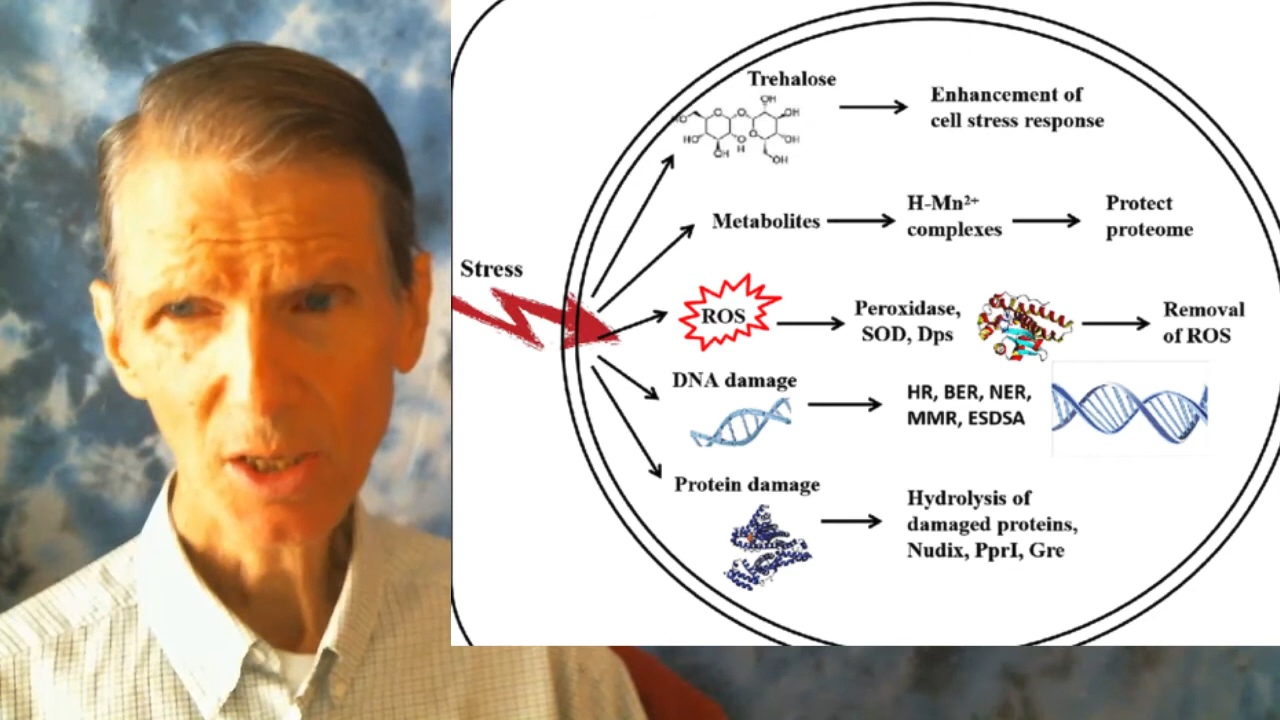 Trehalose
Enhancement of
cell stress response
Metabolites
H-Mn²⁺
complexes
Protect
proteome
Stress
ROS
Peroxidase,
SOD, Dps
Removal
of ROS
DNA damage
HR, BER, NER,
MMR, ESDSA
Protein damage
Hydrolysis of
damaged proteins,
Nudix, PprI, Gre